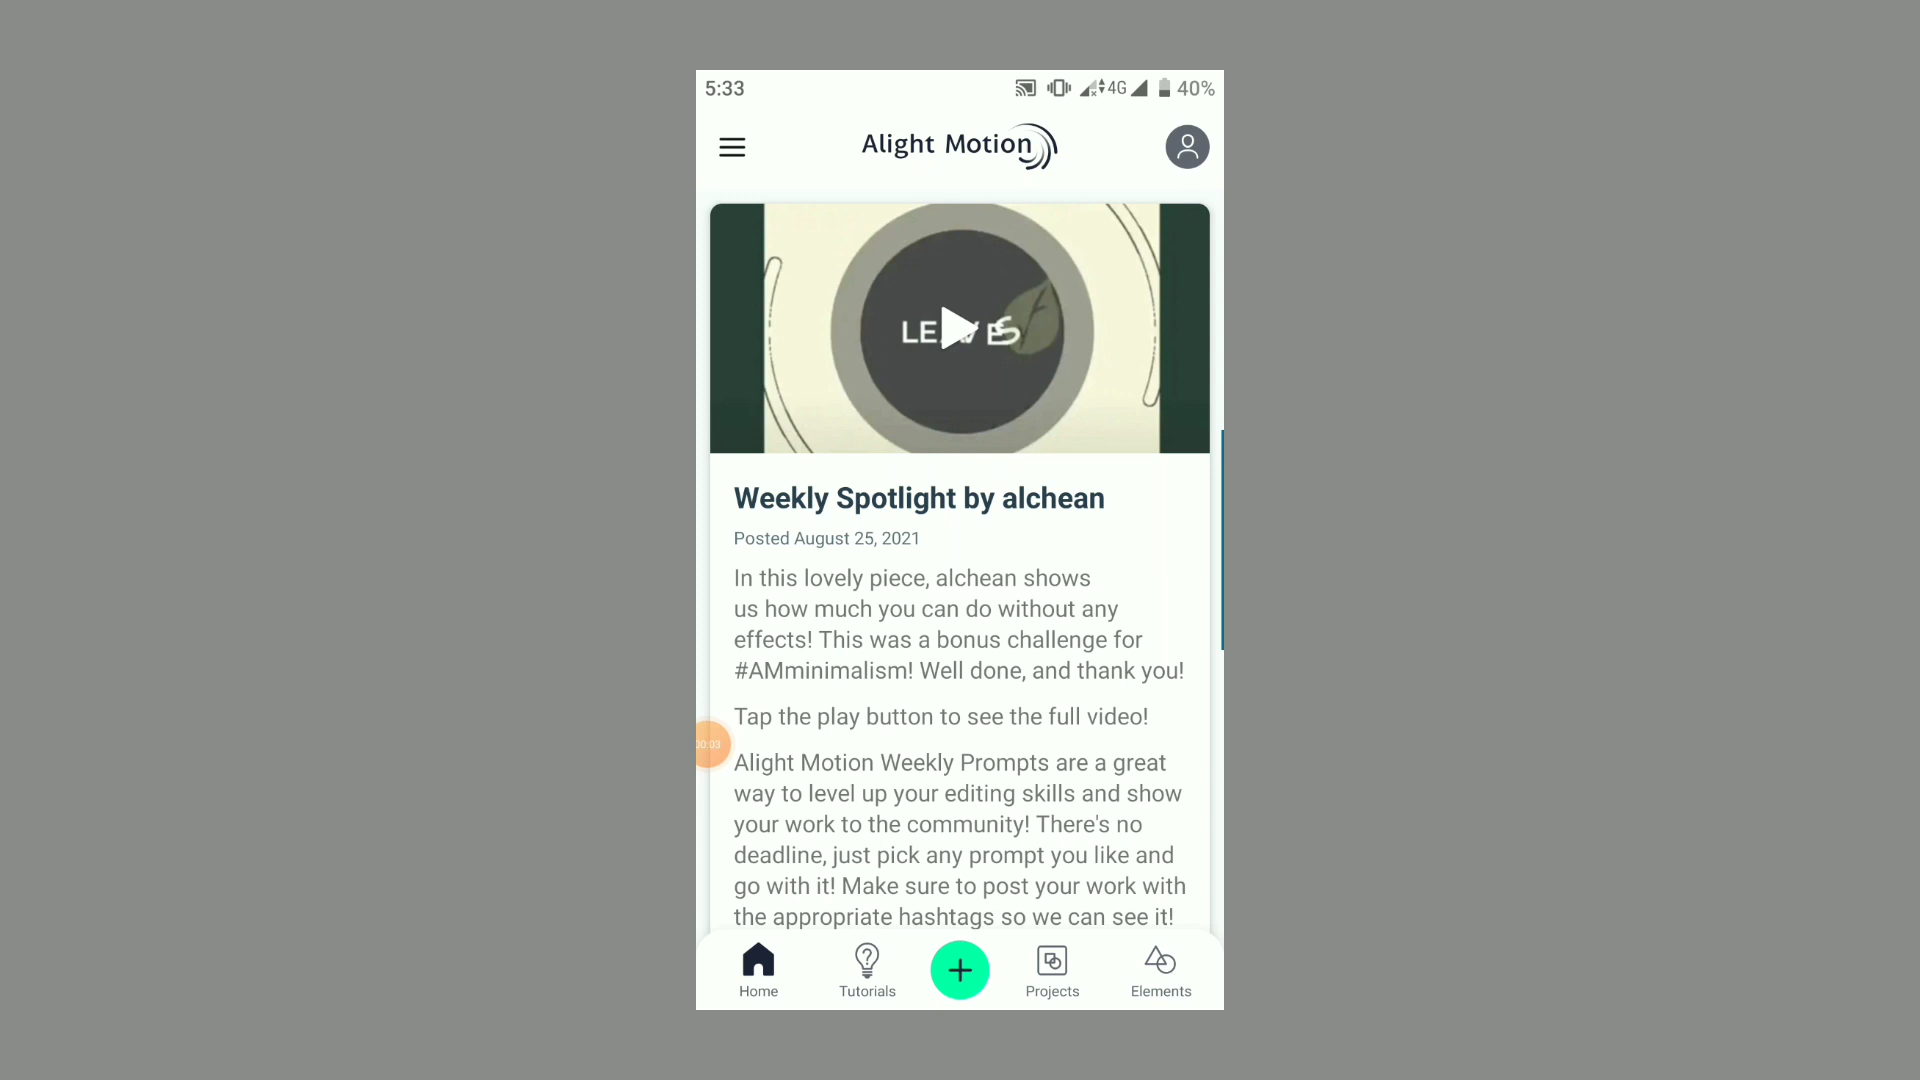 5:33
4G
40%
Alight Motion
LEAVES
Weekly Spotlight by alchean
Posted August 25, 2021
In this lovely piece, alchean shows
us how much you can do without any
effects! This was a bonus challenge for
#AMminimalism! Well done, and thank you!
Tap the play button to see the full video!
00:03
Alight Motion Weekly Prompts are a great
way to level up your editing skills and show
your work to the community! There's no
deadline, just pick any prompt you like and
go with it! Make sure to post your work with
the appropriate hashtags so we can see it!
Home
Tutorials
Projects
Elements